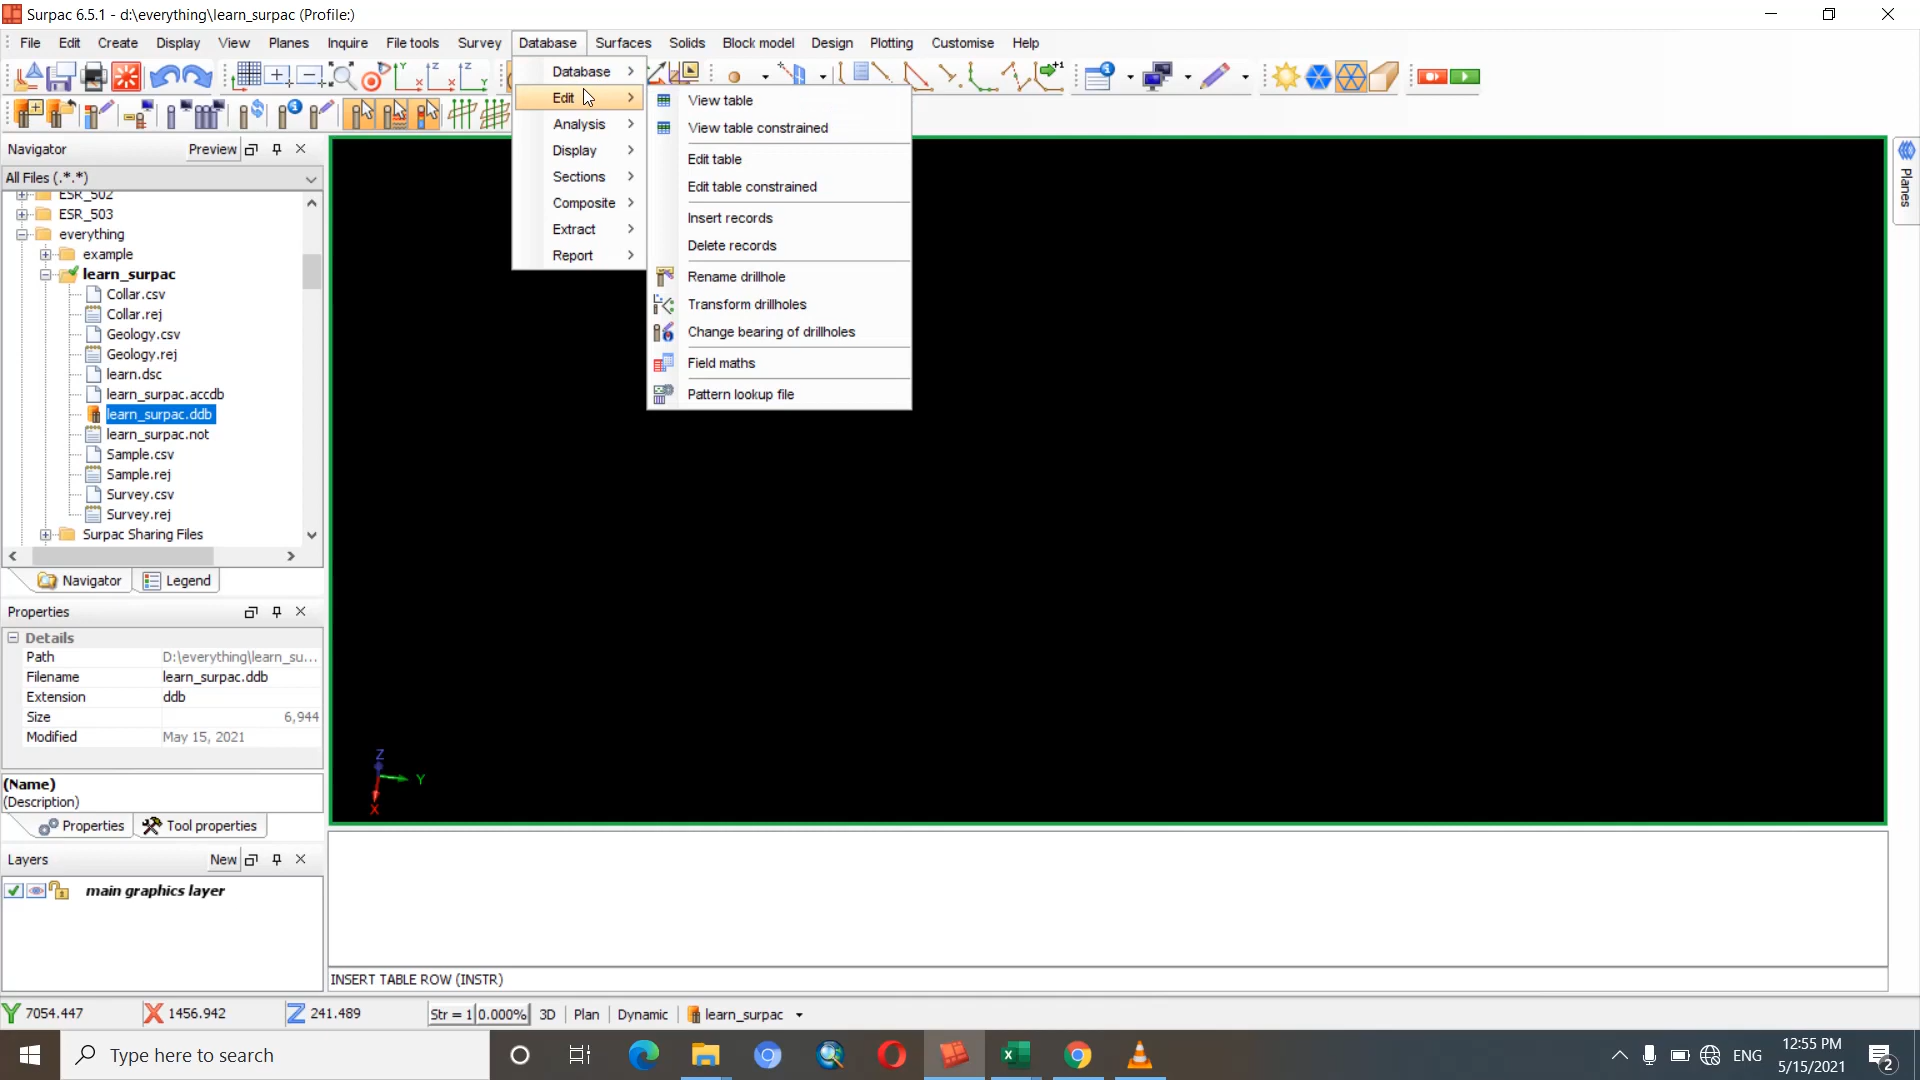 Surpac 6.5.1 - d:\everything\learn_surpac (Profile:)
File Edit Create Display View Planes Inquire File tools Survey Database Surfaces Solids Block model Design Plotting Customise Help
Database
Edit
Analysis
Display
Sections
Composite
Extract
Report
View table
View table constrained
Edit table
Edit table constrained
Insert records
Delete records
Rename drillhole
Transform drillholes
Change bearing of drillholes
Field maths
Pattern lookup file
Navigator Preview
All Files (.*.*)
ESR_502
ESR_503
everything
example
learn_surpac
Collar.csv
Collar.rej
Geology.csv
Geology.rej
learn.dsc
learn_surpac.accdb
learn_surpac.ddb
learn_surpac.not
Sample.csv
Sample.rej
Survey.csv
Survey.rej
Surpac Sharing Files
Navigator Legend
Properties
Details
Path D:\everything\learn_su...
Filename learn_surpac.ddb
Extension ddb
Size 6,944
Modified May 15, 2021
(Name)
(Description)
Properties Tool properties
Layers New
main graphics layer
Planes
Z
Y
X
INSERT TABLE ROW (INSTR)
Y 7054.447 X 1456.942 Z 241.489 Str = 1 0.000% 3D Plan Dynamic learn_surpac
Type here to search
ENG
12:55 PM
5/15/2021
2